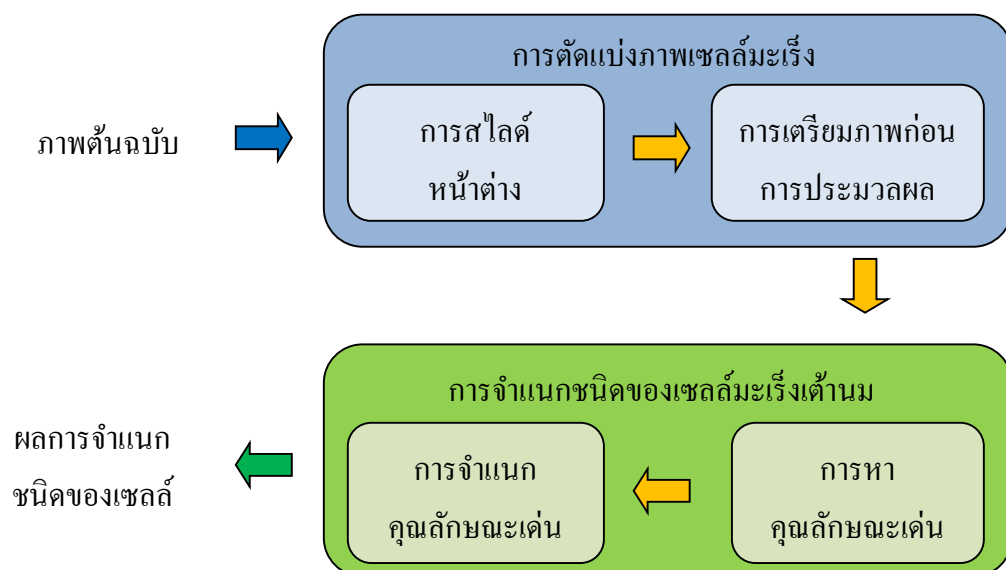 การตัดแบ่งภาพเซลล์มะเร็ง
ภาพต้นฉบับ
การสไลด์
หน้าต่าง
การเตรียมภาพก่อน
การประมวลผล
การจำแนกชนิดของเซลล์มะเร็งเต้านม
การหา
คุณลักษณะเด่น
การจำแนก
คุณลักษณะเด่น
ผลการจำแนก
ชนิดของเซลล์